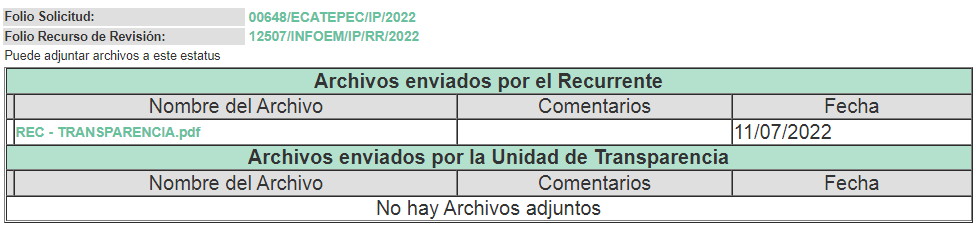 Folio Solicitud: 00648/ECATEPEC/IP/2022
Folio Recurso de Revisión: 12507/INFOEM/IP/RR/2022
Puede adjuntar archivos a este estatus
Archivos enviados por el Recurrente
Nombre del Archivo Comentarios Fecha
REC - TRANSPARENCIA.pdf 11/07/2022
Archivos enviados por la Unidad de Transparencia
Nombre del Archivo Comentarios Fecha
No hay Archivos adjuntos